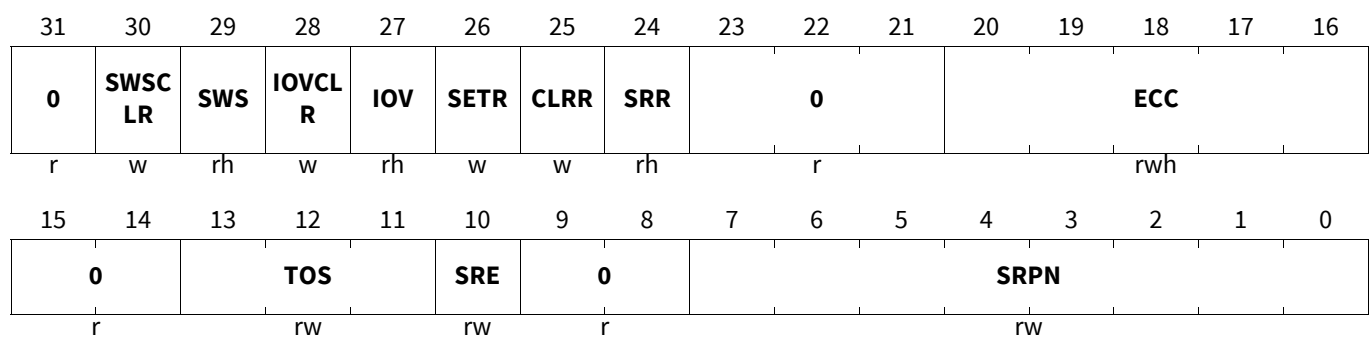 31 30 29 28 27 26 25 24 23 22 21 20 19 18 17 16
0 SWSC LR SWS IOVCL R IOV SETR CLRR SRR 0 ECC
r w rh w rh w w rh r rwh
15 14 13 12 11 10 9 8 7 6 5 4 3 2 1 0
0 TOS SRE 0 SRPN
r rw rw r rw